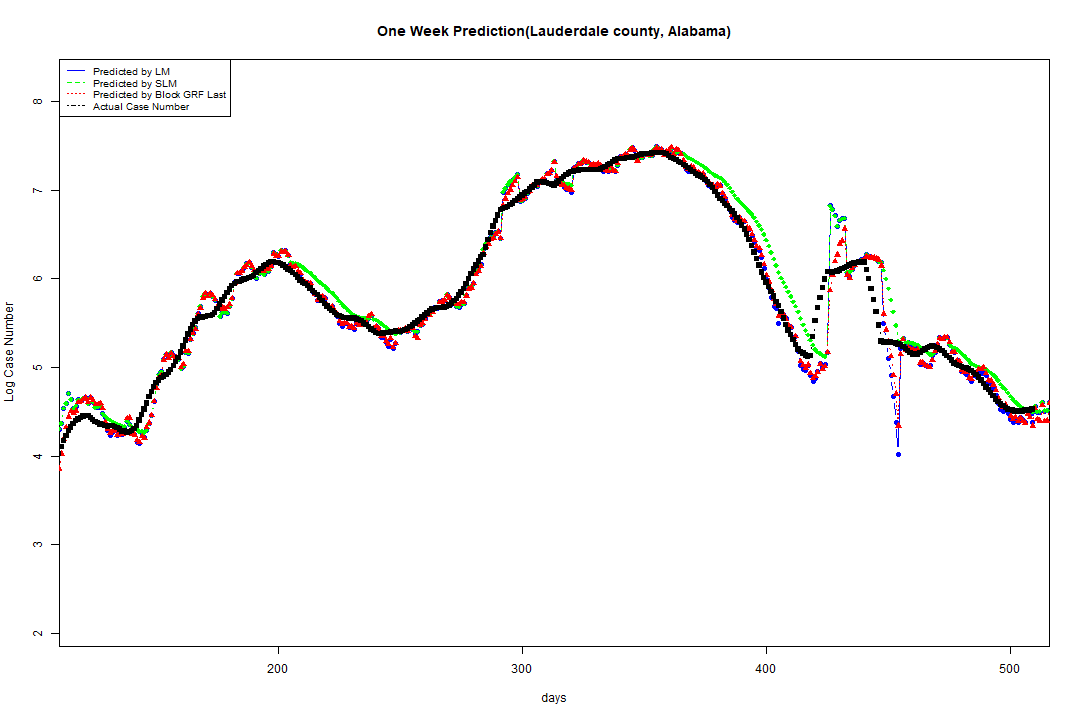 One Week Prediction(Lauderdale county, Alabama)
Predicted by LM
Predicted by SLM
Predicted by Block GRF Last
Actual Case Number
8
7
6
5
4
3
2
Log Case Number
200
300
400
500
days